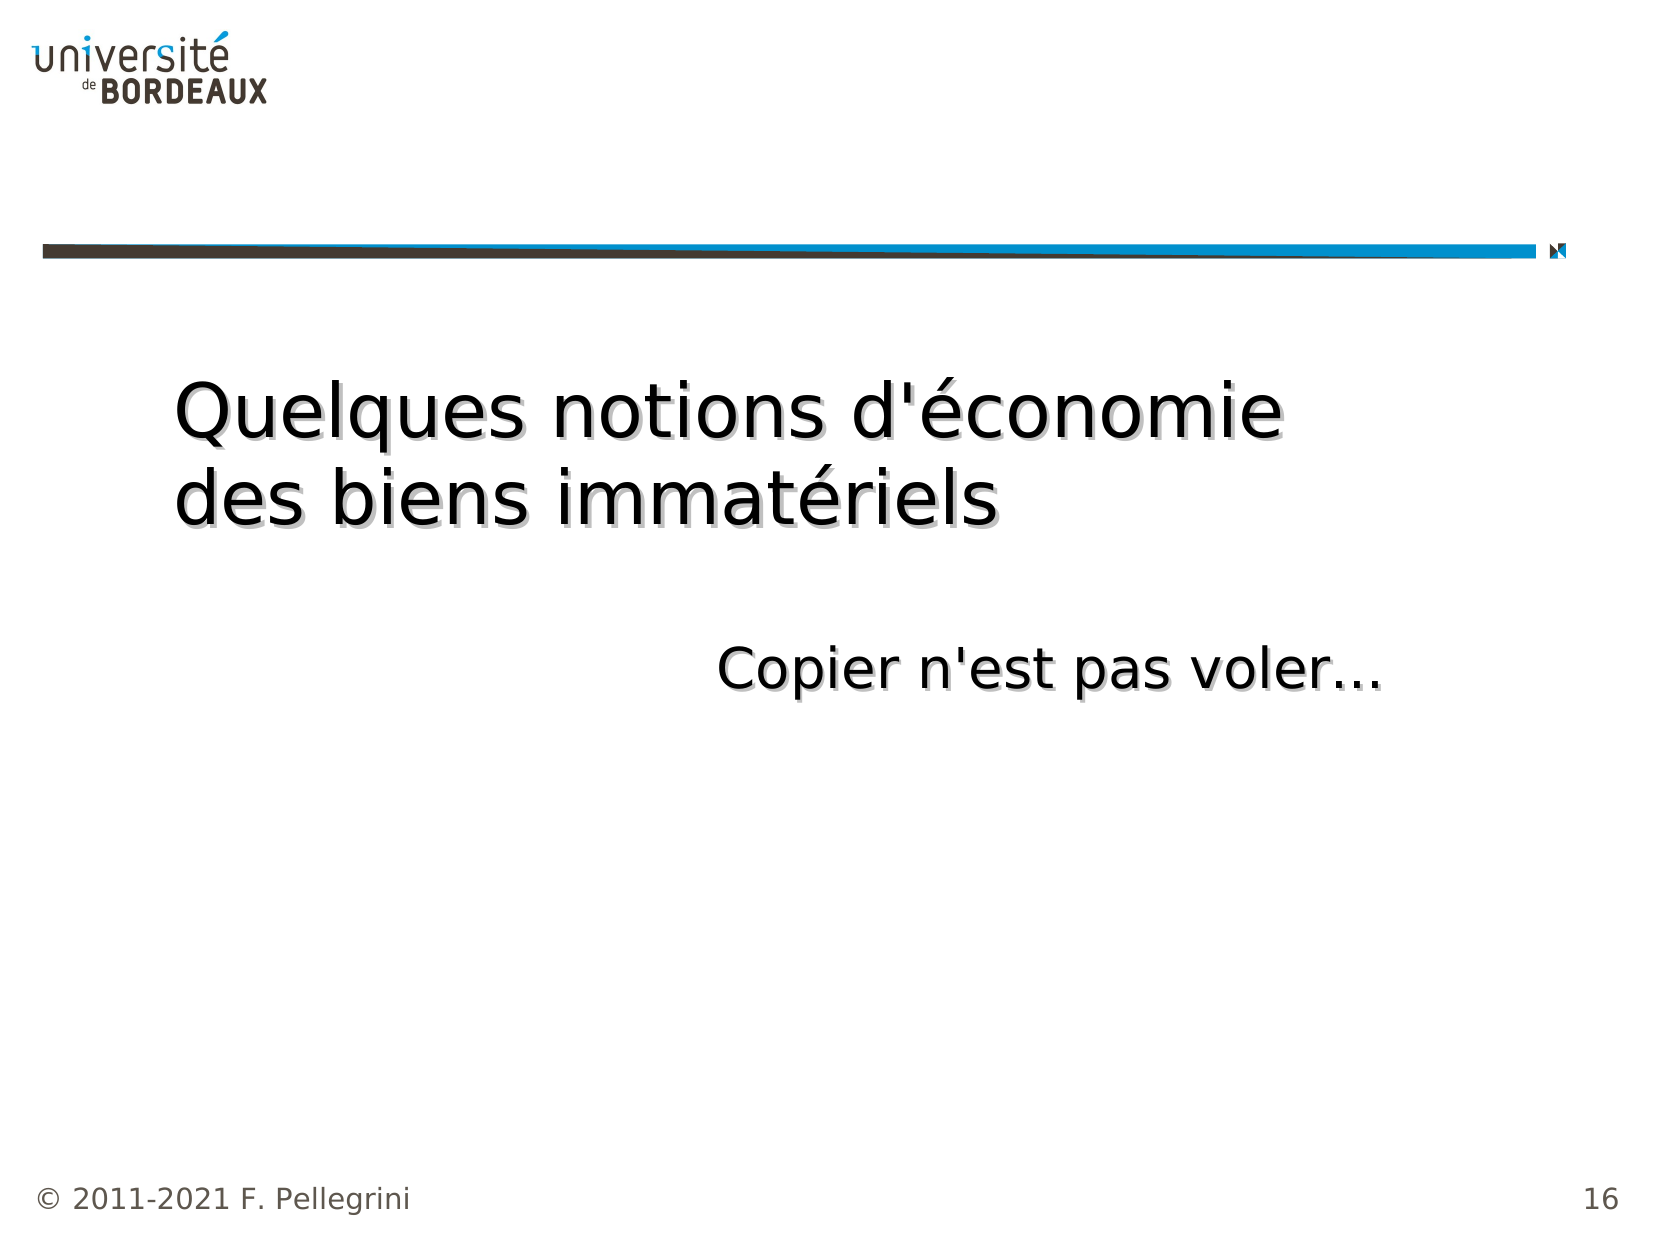 université
de BORDEAUX
Quelques notions d'économie
des biens immatériels
Copier n'est pas voler...
© 2011-2021 F. Pellegrini
16